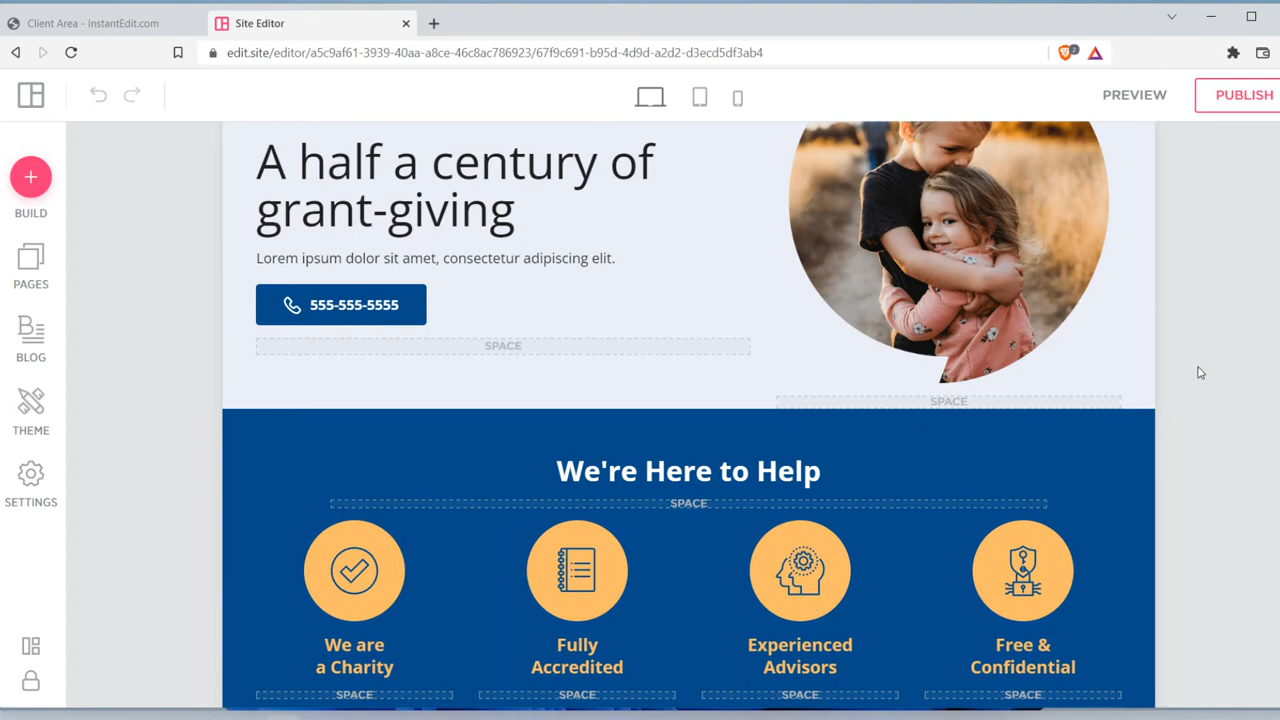 Client Area - InstantEdit.com
Site Editor
edit.site/editor/a5c9af61-3939-40aa-a8ce-46c8ac786923/67f9c691-b95d-4d9d-a2d2-d3ecd5df3ab4
2
PREVIEW
PUBLISH
BUILD
PAGES
BLOG
THEME
SETTINGS
A half a century of
grant-giving
Lorem ipsum dolor sit amet, consectetur adipiscing elit.
555-555-5555
SPACE
SPACE
We're Here to Help
SPACE
We are
a Charity
Fully
Accredited
Experienced
Advisors
Free &
Confidential
SPACE
SPACE
SPACE
SPACE